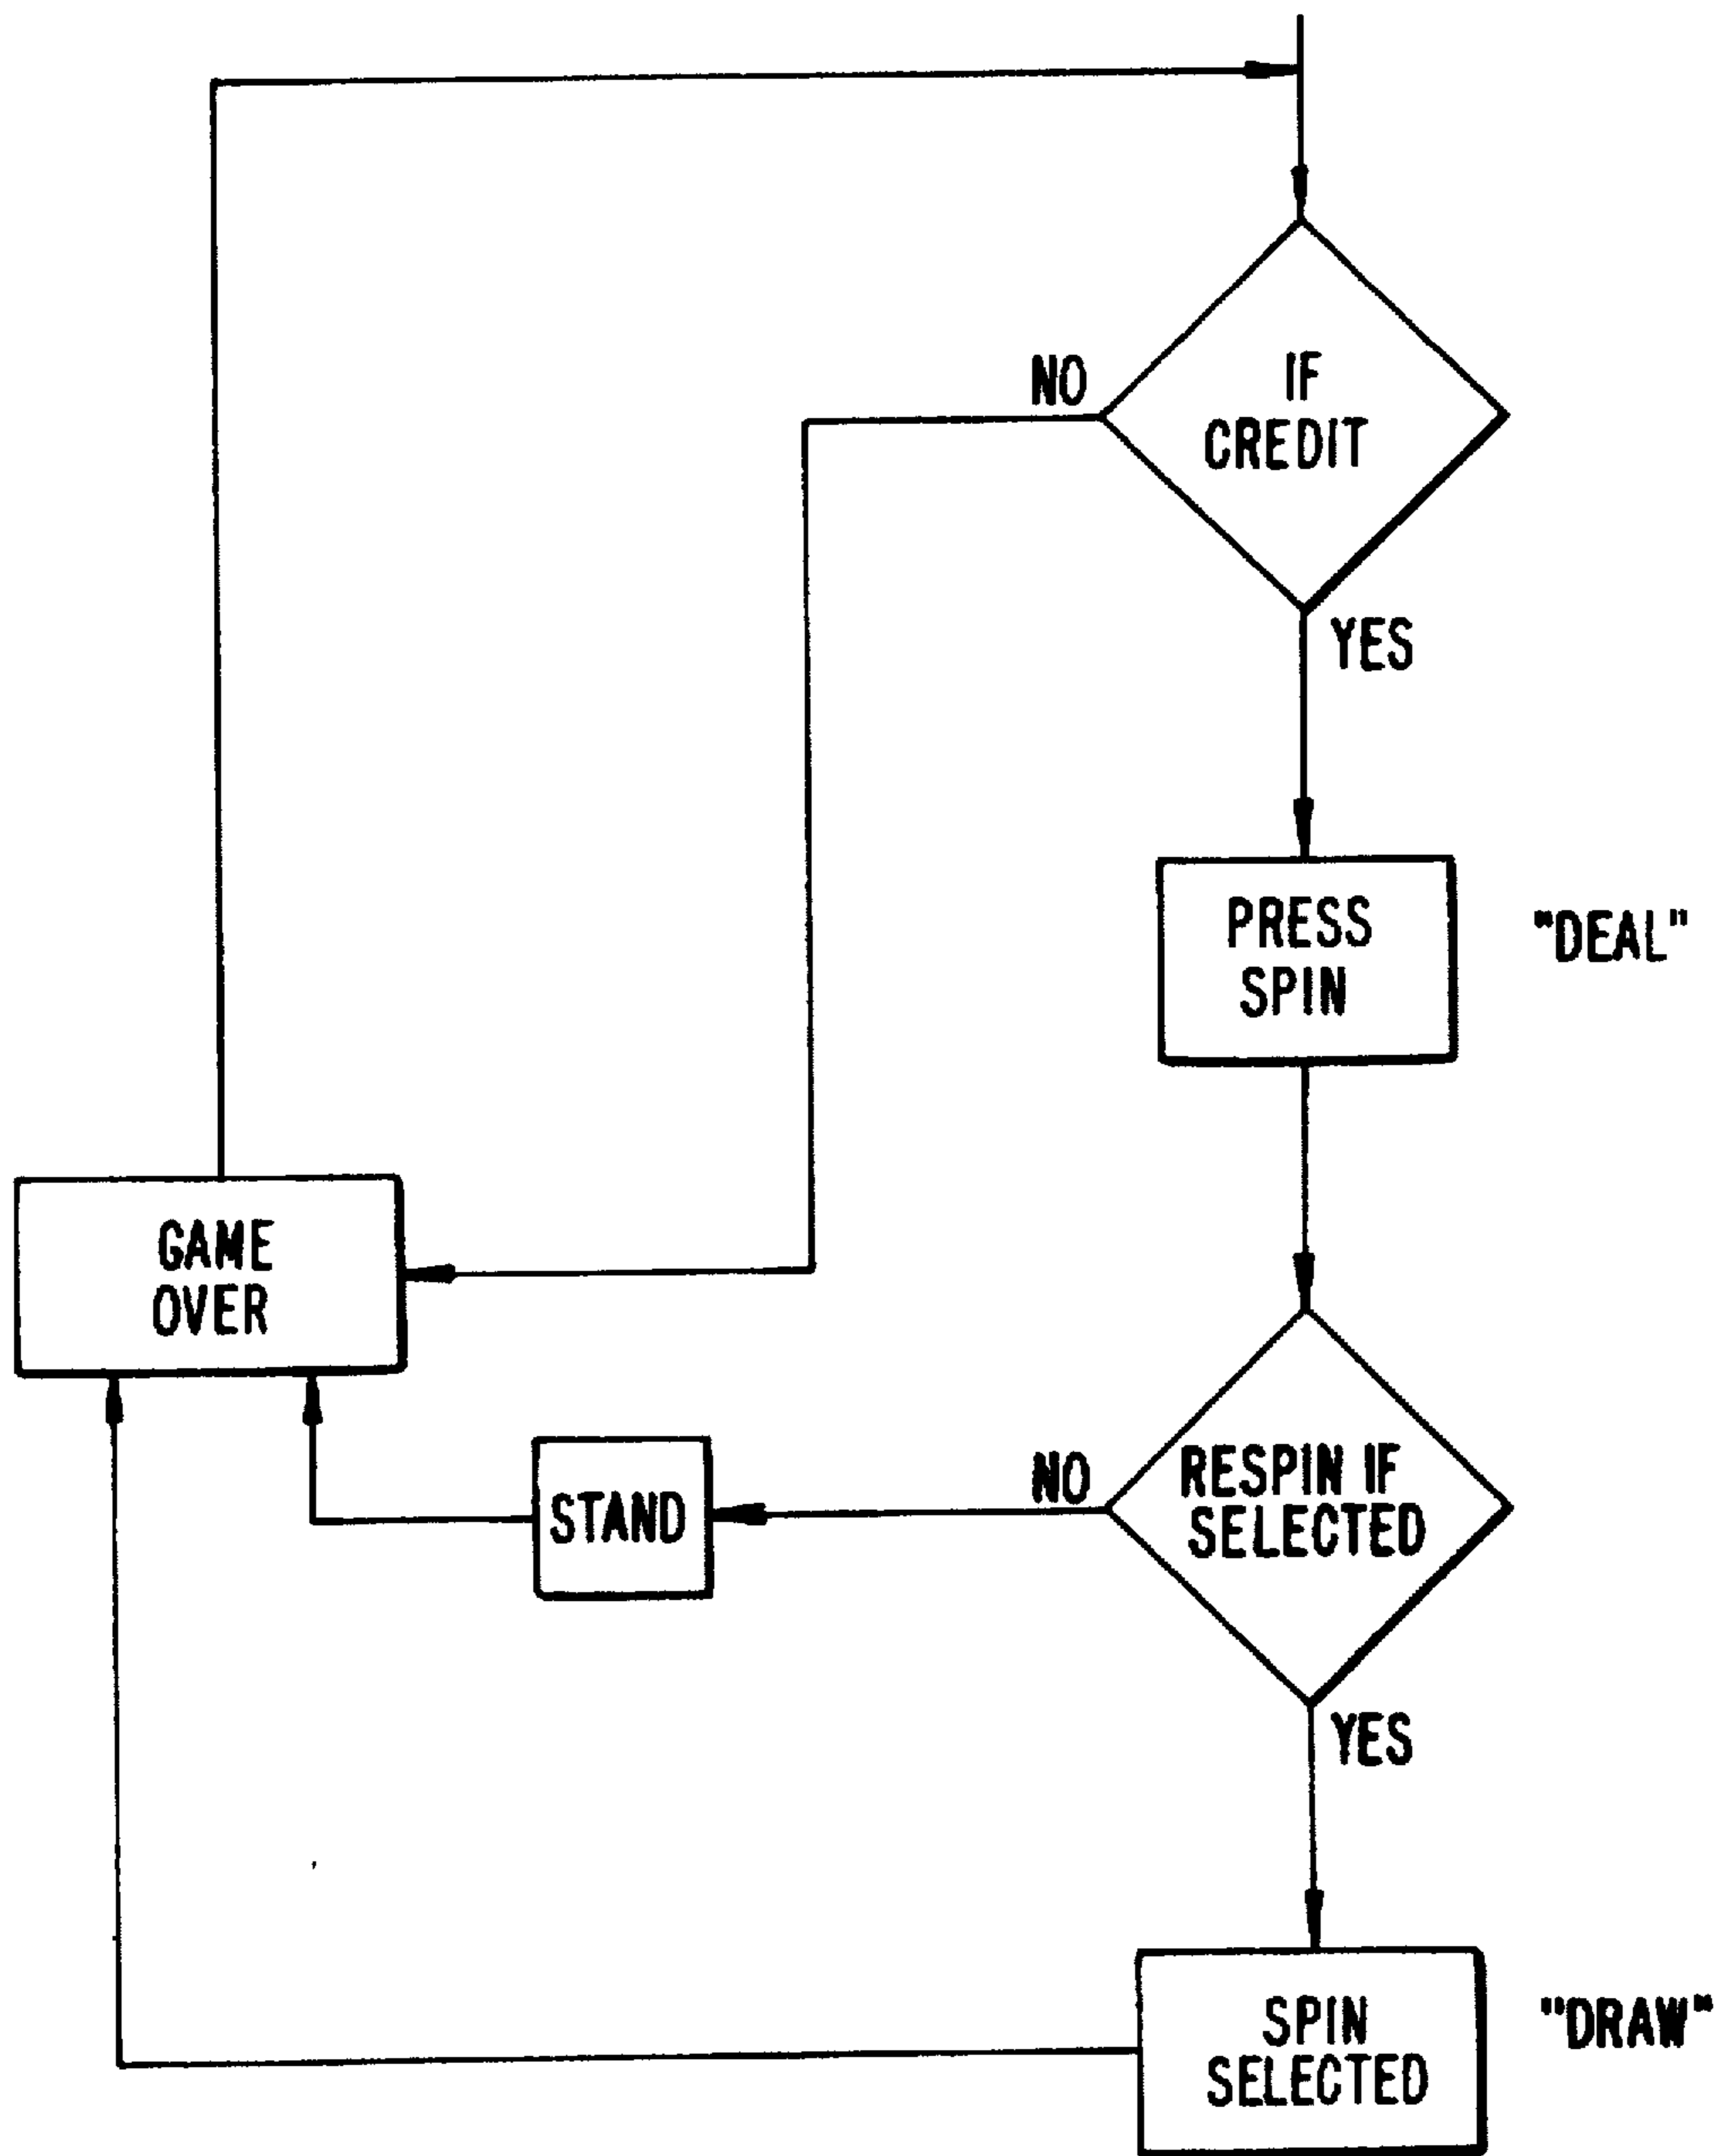 NO
IF
CREDIT
YES
PRESS
SPIN
"DEAL"
GAME
OVER
NO
RESPIN IF
SELECTED
STAND
YES
SPIN
SELECTED
"DRAW"